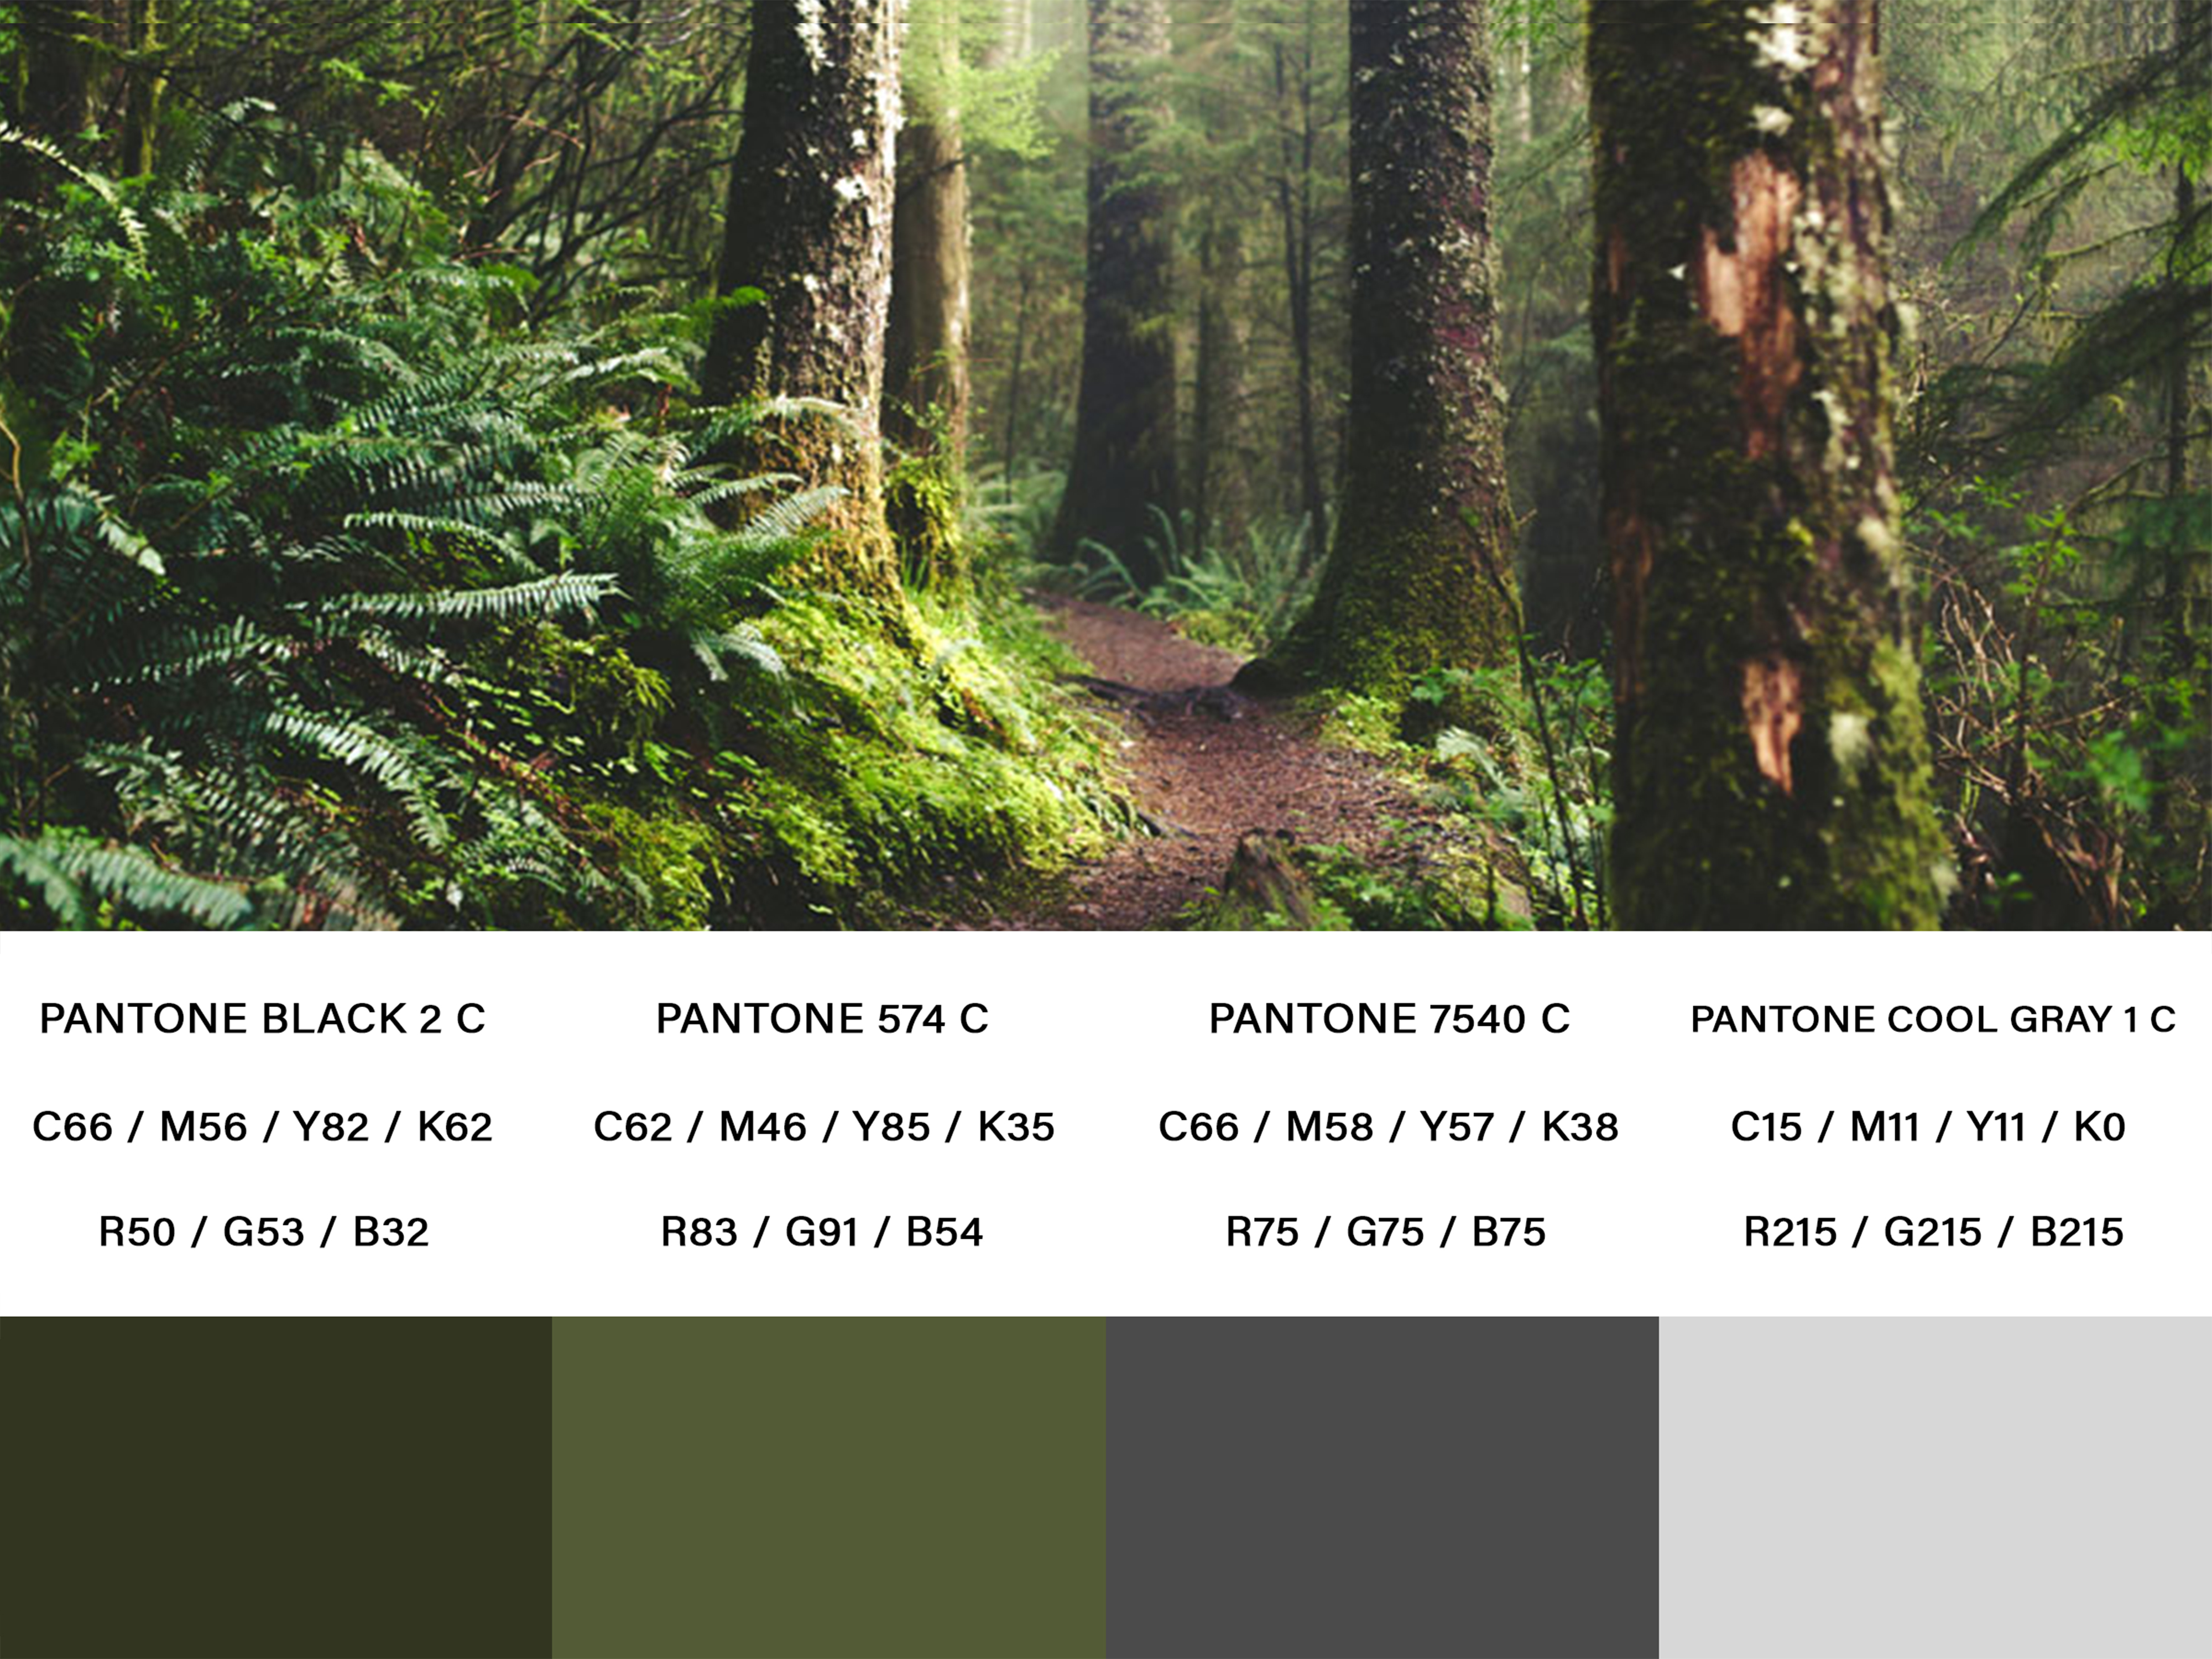 PANTONE BLACK 2 C
C66 / M56 / Y82 / K62
R50 / G53 / B32
PANTONE 574 C
C62 / M46 / Y85 / K35
R83 / G91 / B54
PANTONE 7540 C
C66 / M58 / Y57 / K38
R75 / G75 / B75
PANTONE COOL GRAY 1 C
C15 / M11 / Y11 / K0
R215 / G215 / B215